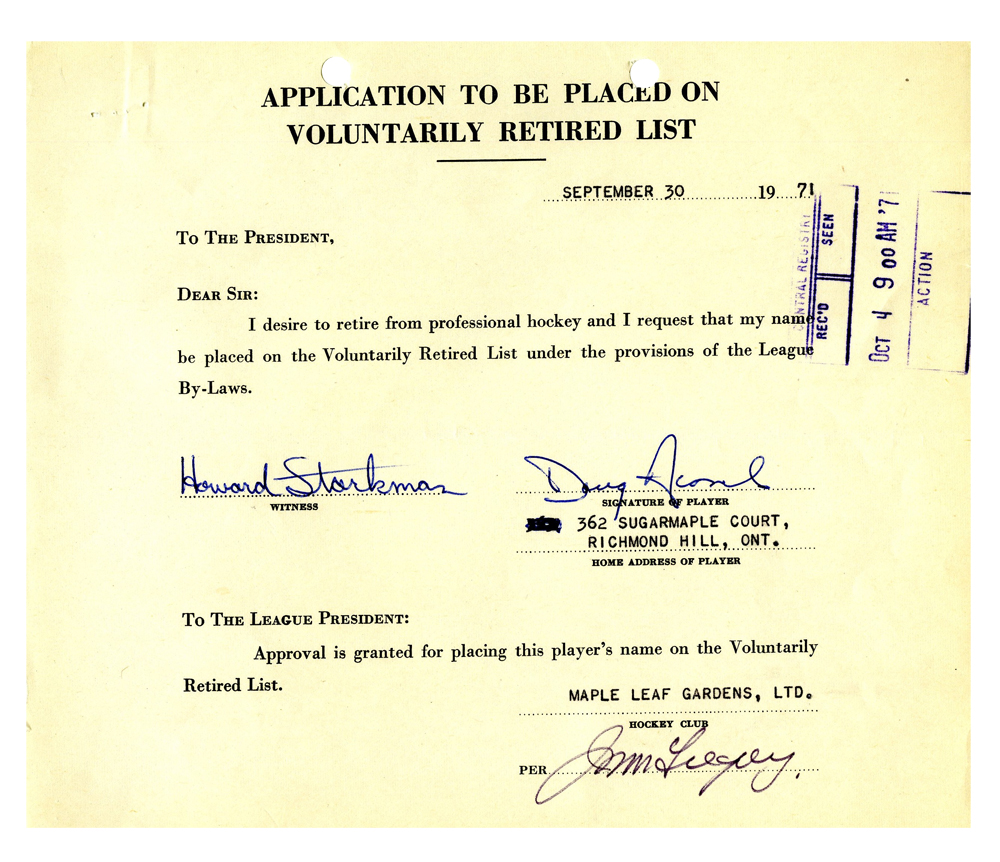 APPLICATION TO BE PLACED ON
VOLUNTARILY RETIRED LIST
SEPTEMBER 30 19 71
CENTRAL REGISTRY
REC'D SEEN
OCT 4 9 00 AM '71
ACTION
TO THE PRESIDENT,
DEAR SIR:
I desire to retire from professional hockey and I request that my name
be placed on the Voluntarily Retired List under the provisions of the League
By-Laws.
Howard Starkman
WITNESS
Doug
SIGNATURE OF PLAYER
362 SUGARMAPLE COURT,
RICHMOND HILL, ONT.
HOME ADDRESS OF PLAYER
TO THE LEAGUE PRESIDENT:
Approval is granted for placing this player's name on the Voluntarily
Retired List.
MAPLE LEAF GARDENS, LTD.
HOCKEY CLUB
PER